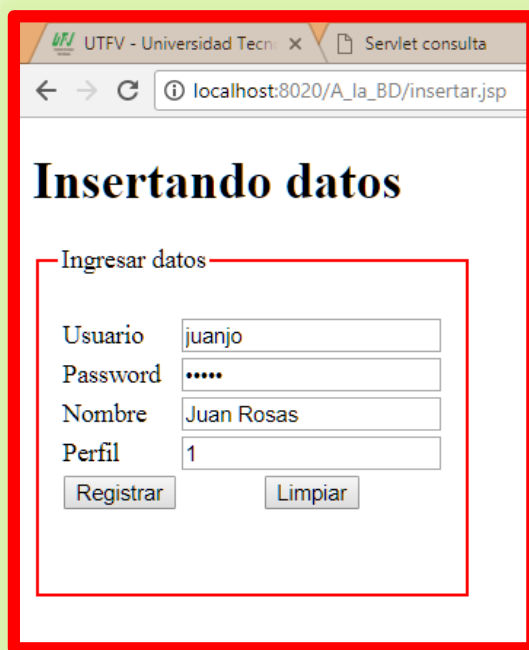 UTFV - Universidad Tecn
Servlet consulta
localhost:8020/A_la_BD/insertar.jsp
Insertando datos
Ingresar datos
Usuario juanjo
Password •••••
Nombre Juan Rosas
Perfil 1
Registrar Limpiar